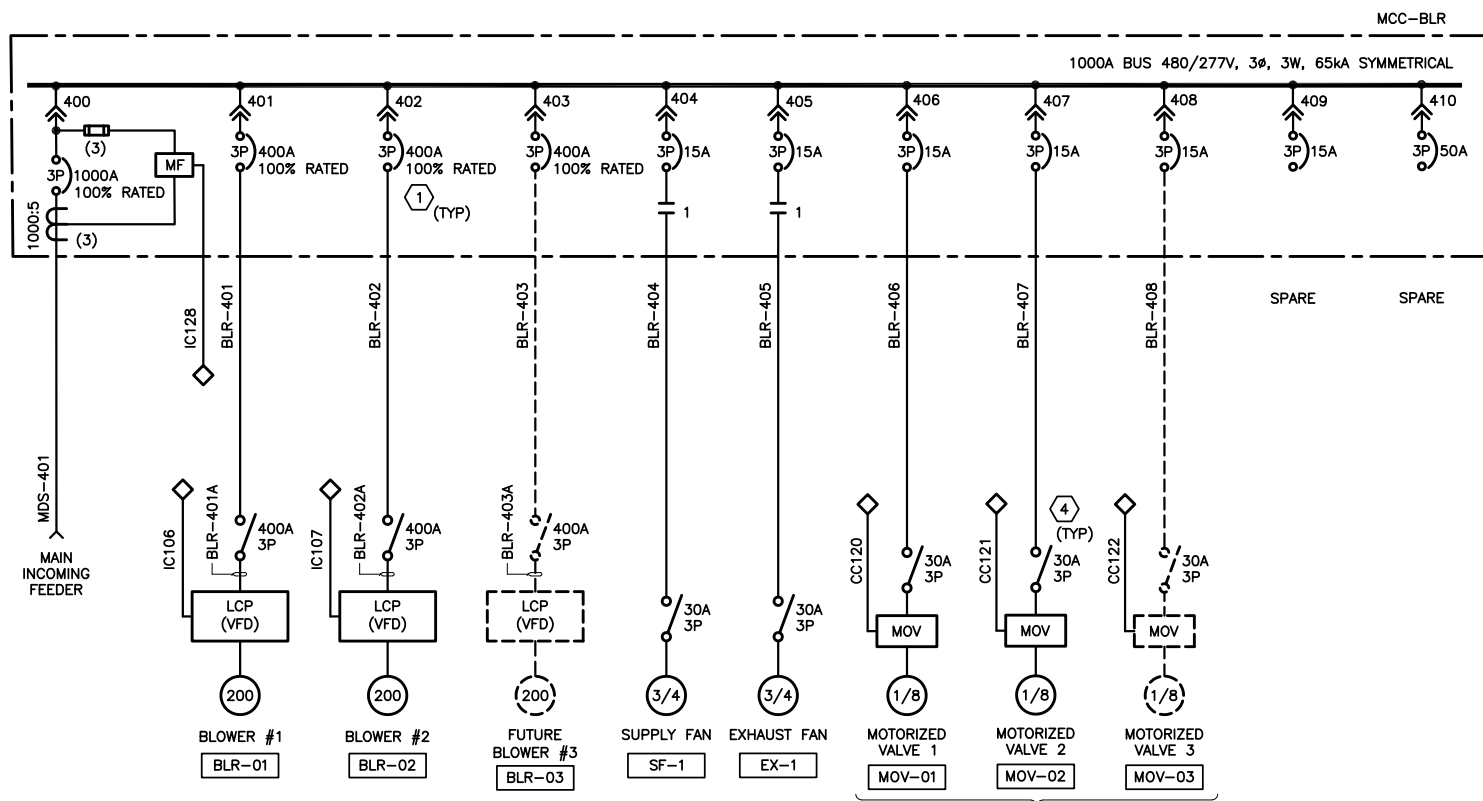 MCC-BLR
1000A BUS 480/277V, 3ø, 3W, 65kA SYMMETRICAL
400
401
402
403
404
405
406
407
408
409
410
(3)
MF
3P
1000A
100% RATED
1000:5
(3)
3P
400A
100% RATED
3P
400A
100% RATED
1
(TYP)
3P
400A
100% RATED
3P
15A
1
3P
15A
1
3P
15A
3P
15A
3P
15A
3P
15A
3P
50A
IC128
BLR-401
BLR-402
BLR-403
BLR-404
BLR-405
BLR-406
BLR-407
BLR-408
SPARE
SPARE
MDS-401
MAIN
INCOMING
FEEDER
IC106
BLR-401A
400A
3P
IC107
BLR-402A
400A
3P
BLR-403A
400A
3P
30A
3P
30A
3P
CC120
30A
3P
CC121
4
(TYP)
30A
3P
CC122
30A
3P
LCP
(VFD)
LCP
(VFD)
LCP
(VFD)
MOV
MOV
MOV
200
200
200
3/4
3/4
1/8
1/8
1/8
BLOWER #1
BLR-01
BLOWER #2
BLR-02
FUTURE
BLOWER #3
BLR-03
SUPPLY FAN
SF-1
EXHAUST FAN
EX-1
MOTORIZED
VALVE 1
MOV-01
MOTORIZED
VALVE 2
MOV-02
MOTORIZED
VALVE 3
MOV-03